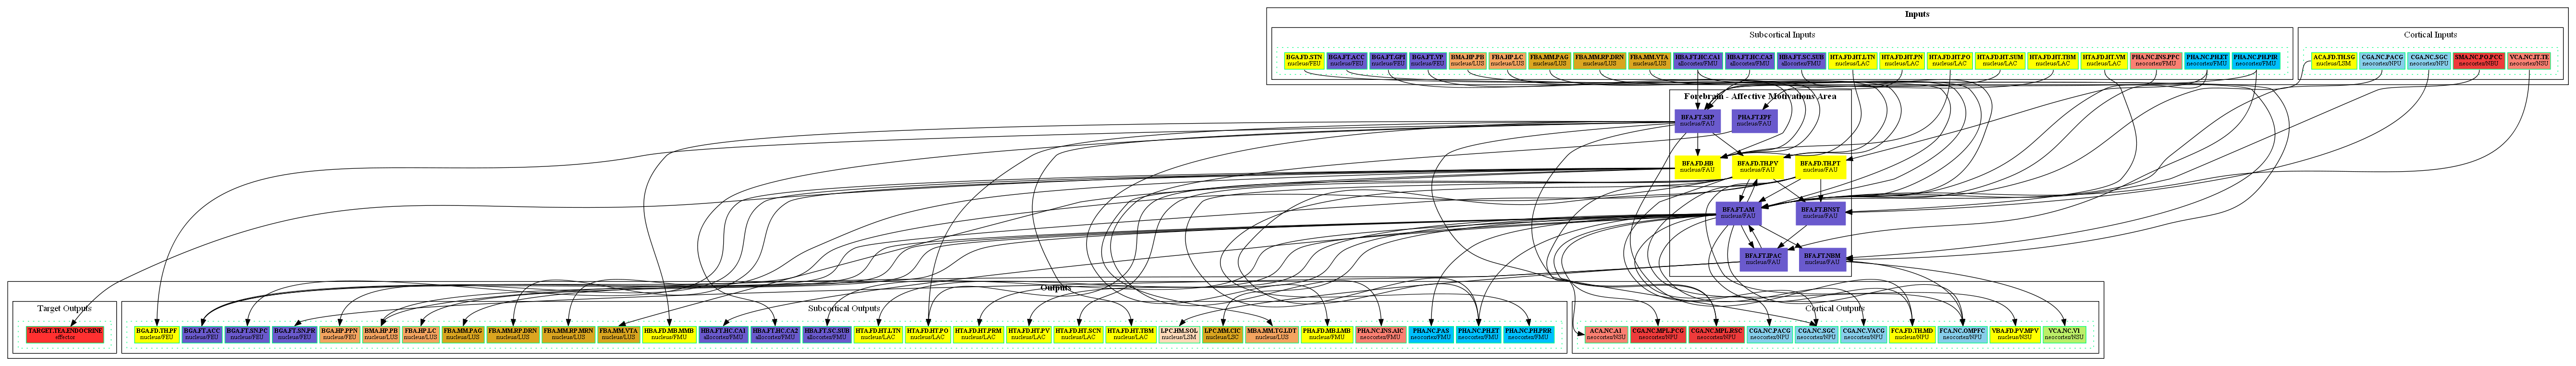 Inputs
Subcortical Inputs
Cortical Inputs
BGA.FD.STN
nucleus/FEU
BGA.FT.ACC
nucleus/FEU
BGA.FT.GPI
nucleus/FEU
BGA.FT.VP
nucleus/FEU
BMA.HP.PB
nucleus/LUS
FBA.HP.LC
nucleus/LUS
FBA.MM.PAG
nucleus/LUS
FBA.MM.RP.DRN
nucleus/LUS
FBA.MM.VTA
nucleus/LUS
HBA.FT.HC.CA1
allocortex/FMU
HBA.FT.HC.CA3
allocortex/FMU
HBA.FT.SC.SUB
allocortex/FMU
HTA.FD.HT.LTN
nucleus/LAC
HTA.FD.HT.PN
nucleus/LAC
HTA.FD.HT.PO
nucleus/LAC
HTA.FD.HT.SUM
nucleus/LAC
HTA.FD.HT.TBM
nucleus/LAC
HTA.FD.HT.VM
nucleus/LAC
PHA.NC.INS.PPC
neocortex/FMU
PHA.NC.PH.ET
neocortex/FMU
PHA.NC.PH.PR
neocortex/FMU
ACA.FD.TH.SG
nucleus/LSM
CGA.NC.PACG
neocortex/NPU
CGA.NC.SGC
neocortex/NPU
SMA.NC.PO.PCC
neocortex/NSU
VCA.NC.IT.TE
neocortex/NSU
Forebrain - Affective Motivations Area
BFA.FT.SEP
nucleus/FAU
PHA.FT.EPF
nucleus/FAU
BFA.FD.HB
nucleus/FAU
BFA.FD.TH.PV
nucleus/FAU
BFA.FD.TH.PT
nucleus/FAU
BFA.FT.AM
nucleus/FAU
BFA.FT.BNST
nucleus/FAU
BFA.FT.IPAC
nucleus/FAU
BFA.FT.NBM
nucleus/FAU
Outputs
Target Outputs
Subcortical Outputs
Cortical Outputs
TARGET.TEA.ENDOCRINE
effector
BGA.FD.TH.PF
nucleus/FEU
BGA.FT.ACC
nucleus/FEU
BGA.FT.SN.PC
nucleus/FEU
BGA.FT.SN.PR
nucleus/FEU
BGA.HP.PPN
nucleus/FEU
BMA.HP.PB
nucleus/LUS
FBA.HP.LC
nucleus/LUS
FBA.MM.PAG
nucleus/LUS
FBA.MM.RP.DRN
nucleus/LUS
FBA.MM.RP.MRN
nucleus/LUS
FBA.MM.VTA
nucleus/LUS
HBA.FD.MB.MMB
nucleus/FMU
HBA.FT.HC.CA1
allocortex/FMU
HBA.FT.HC.CA2
allocortex/FMU
HBA.FT.SC.SUB
allocortex/FMU
HTA.FD.HT.LTN
nucleus/LAC
HTA.FD.HT.PO
nucleus/LAC
HTA.FD.HT.PRM
nucleus/LAC
HTA.FD.HT.PV
nucleus/LAC
HTA.FD.HT.SCN
nucleus/LAC
HTA.FD.HT.TBM
nucleus/LAC
LPC.HM.SOL
nucleus/LSM
LPC.MM.CIC
nucleus/LSC
MBA.MM.TG.LDT
nucleus/LUS
PHA.FD.MB.LMB
nucleus/FMU
PHA.NC.INS.AIC
neocortex/FMU
PHA.NC.PAS
neocortex/FMU
PHA.NC.PH.ET
neocortex/FMU
PHA.NC.PH.PRR
neocortex/FMU
ACA.NC.A1
neocortex/NSU
CGA.NC.MPL.PCG
neocortex/NPU
CGA.NC.MPL.RSC
neocortex/NPU
CGA.NC.PACG
neocortex/NPU
CGA.NC.SGC
neocortex/NPU
CGA.NC.VACG
neocortex/NPU
FCA.FD.TH.MD
nucleus/NPU
FCA.NC.OMPFC
neocortex/NPU
VBA.FD.PV.MPV
nucleus/NSU
VCA.NC.V1
neocortex/NSU